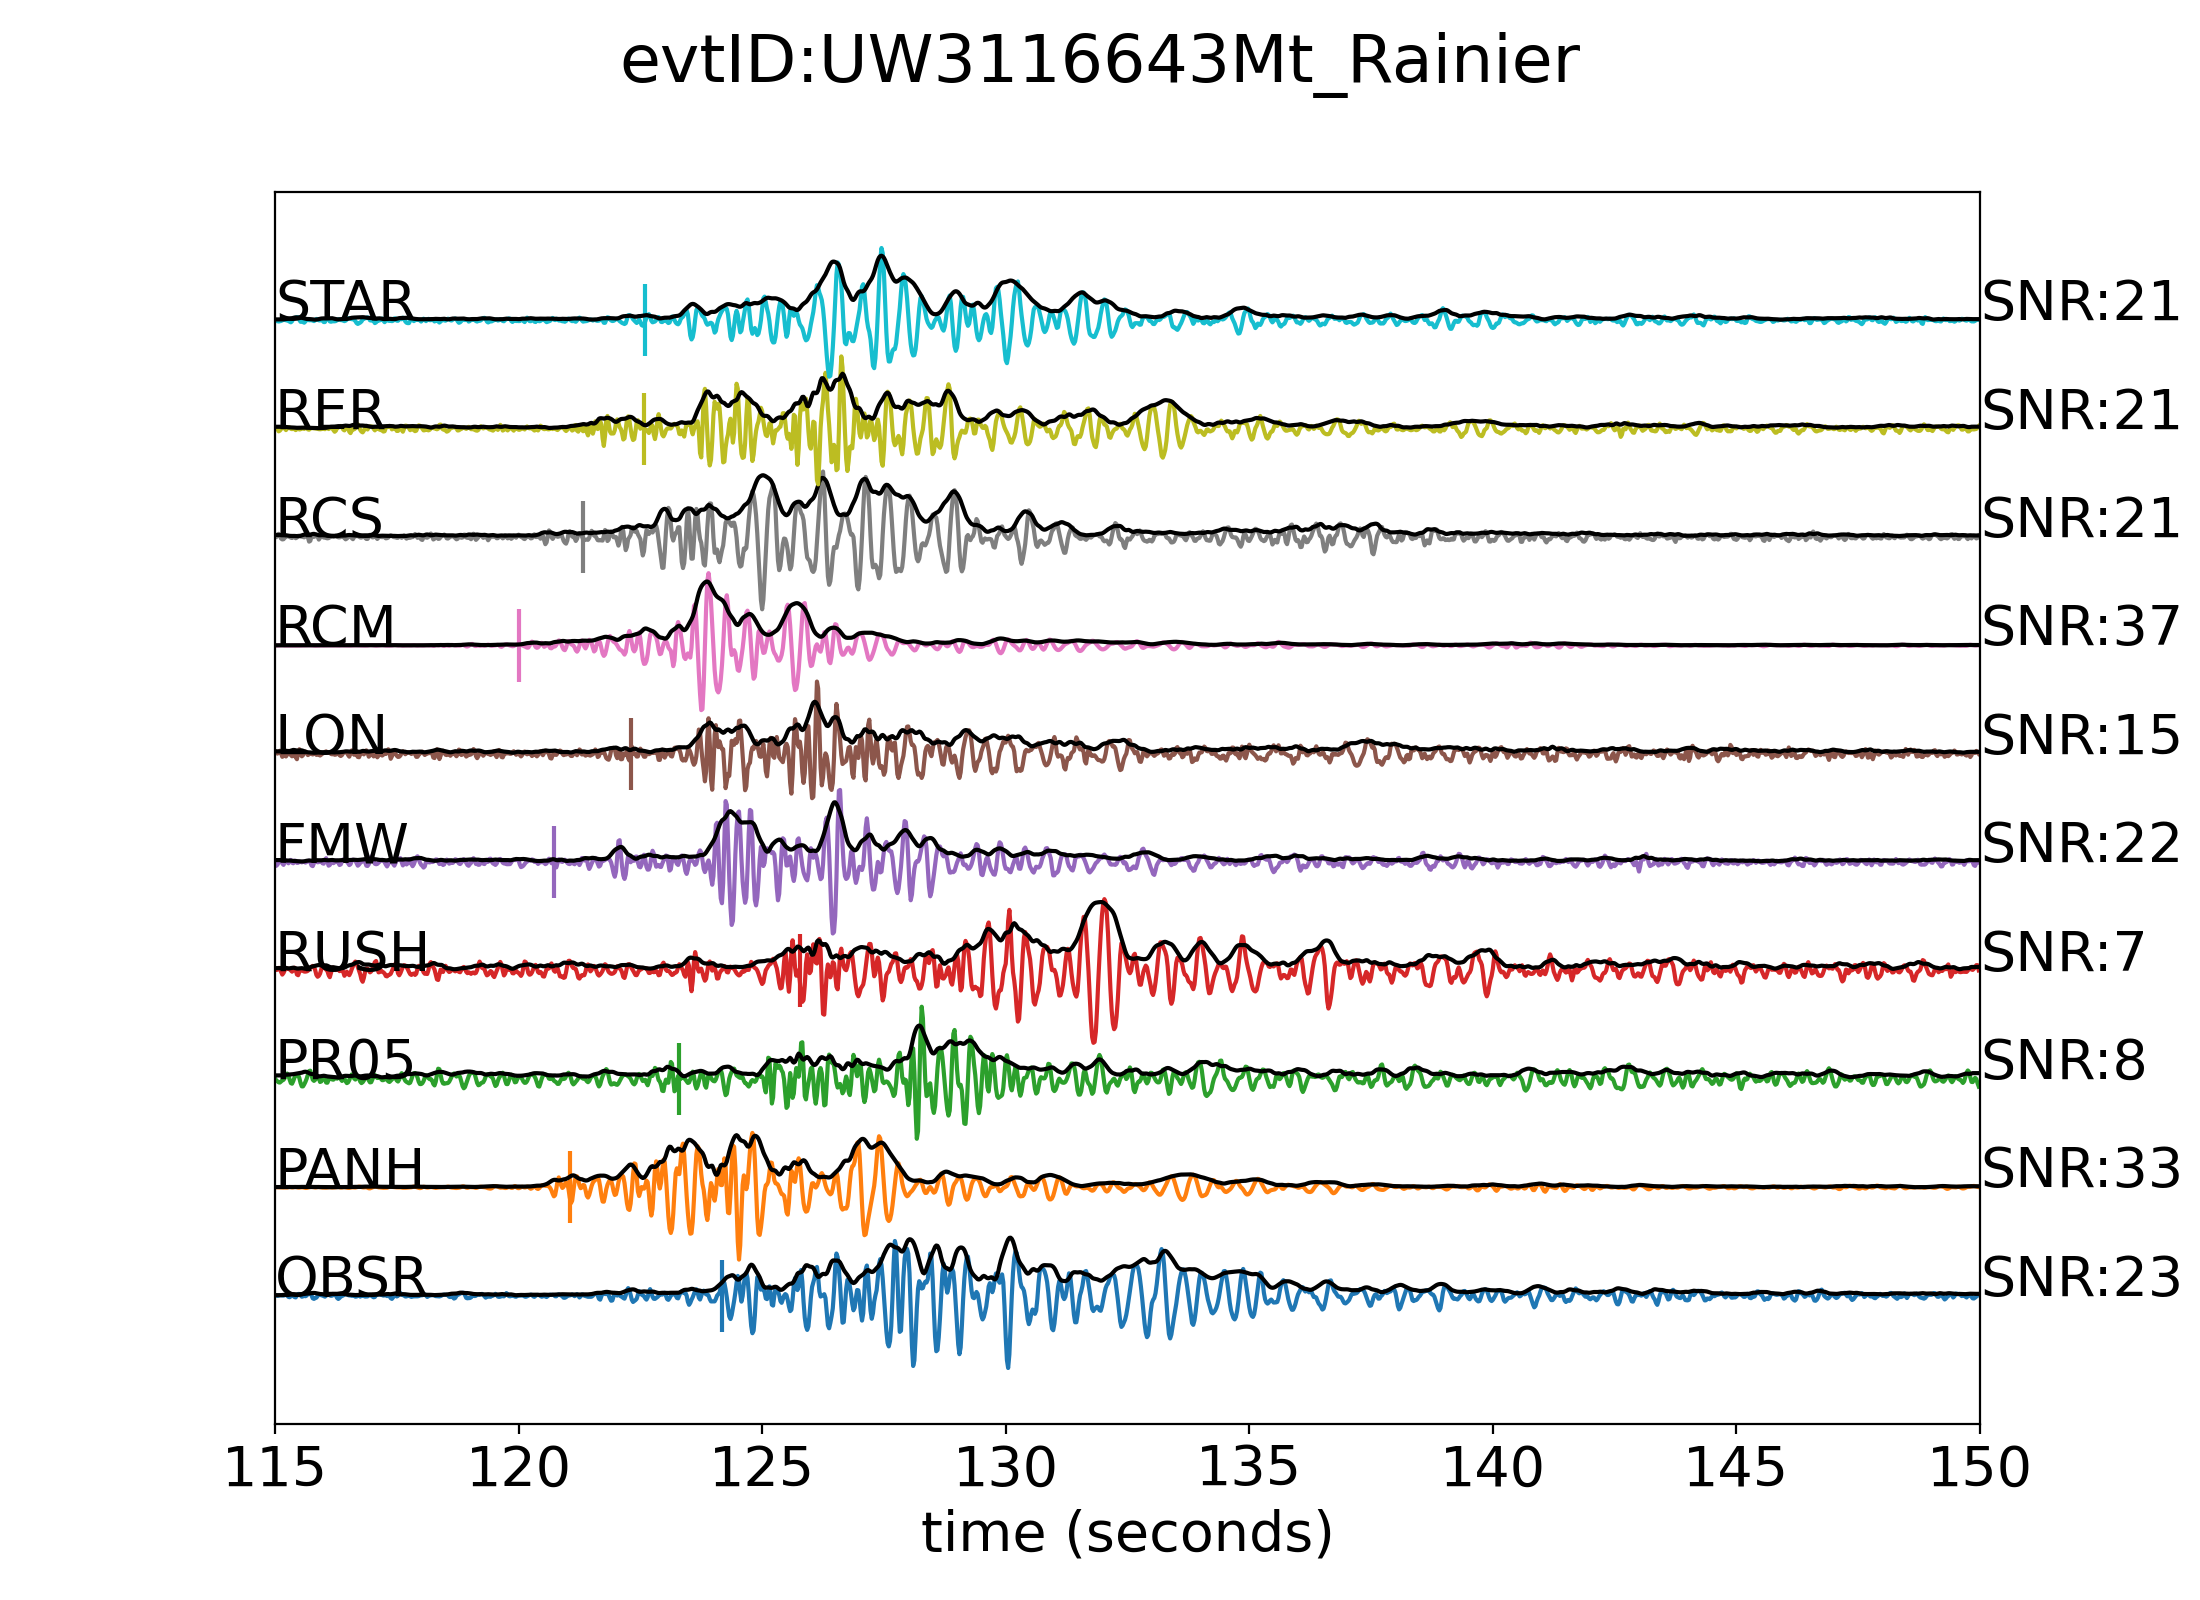 evtID:UW3116643Mt_Rainier
STAR SNR:21
RER SNR:21
RCS SNR:21
RCM SNR:37
LON SNR:15
FMW SNR:22
RUSH SNR:7
PR05 SNR:8
PANH SNR:33
OBSR SNR:23
115 120 125 130 135 140 145 150
time (seconds)